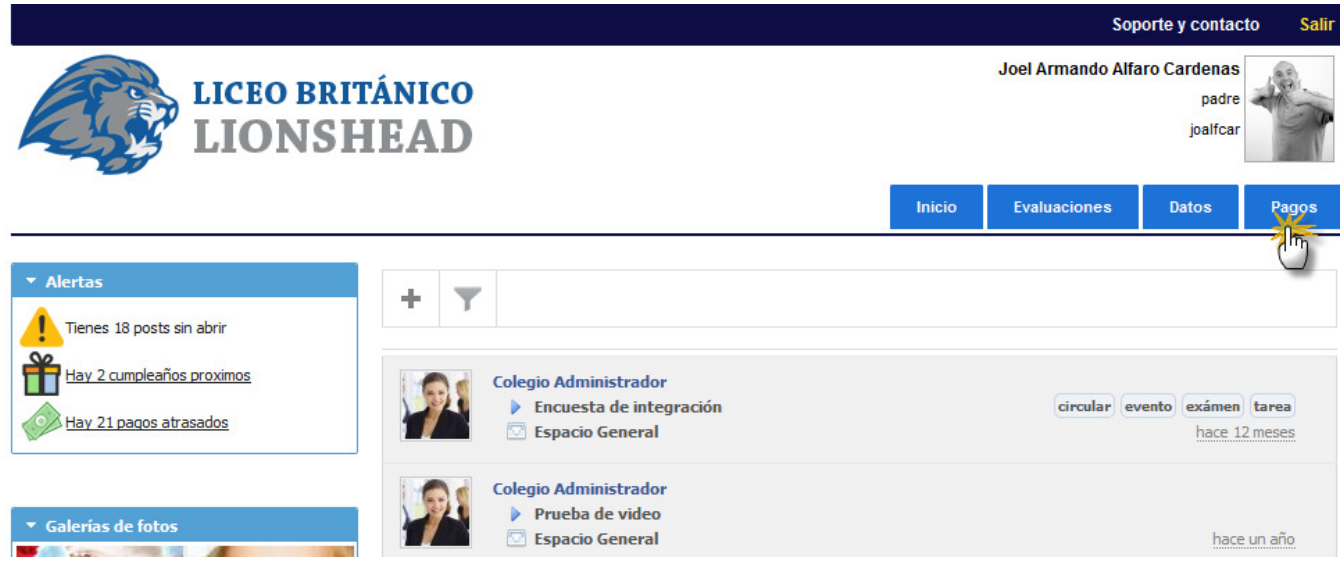 Soporte y contacto Salir
LICEO BRITÁNICO
LIONSHEAD
Joel Armando Alfaro Cardenas
padre
joalfcar
Inicio Evaluaciones Datos Pagos
Alertas
Tienes 18 posts sin abrir
Hay 2 cumpleaños proximos
Hay 21 pagos atrasados
Galerías de fotos
Colegio Administrador
Encuesta de integración
Espacio General
circular evento exámen tarea
hace 12 meses
Colegio Administrador
Prueba de video
Espacio General
hace un año